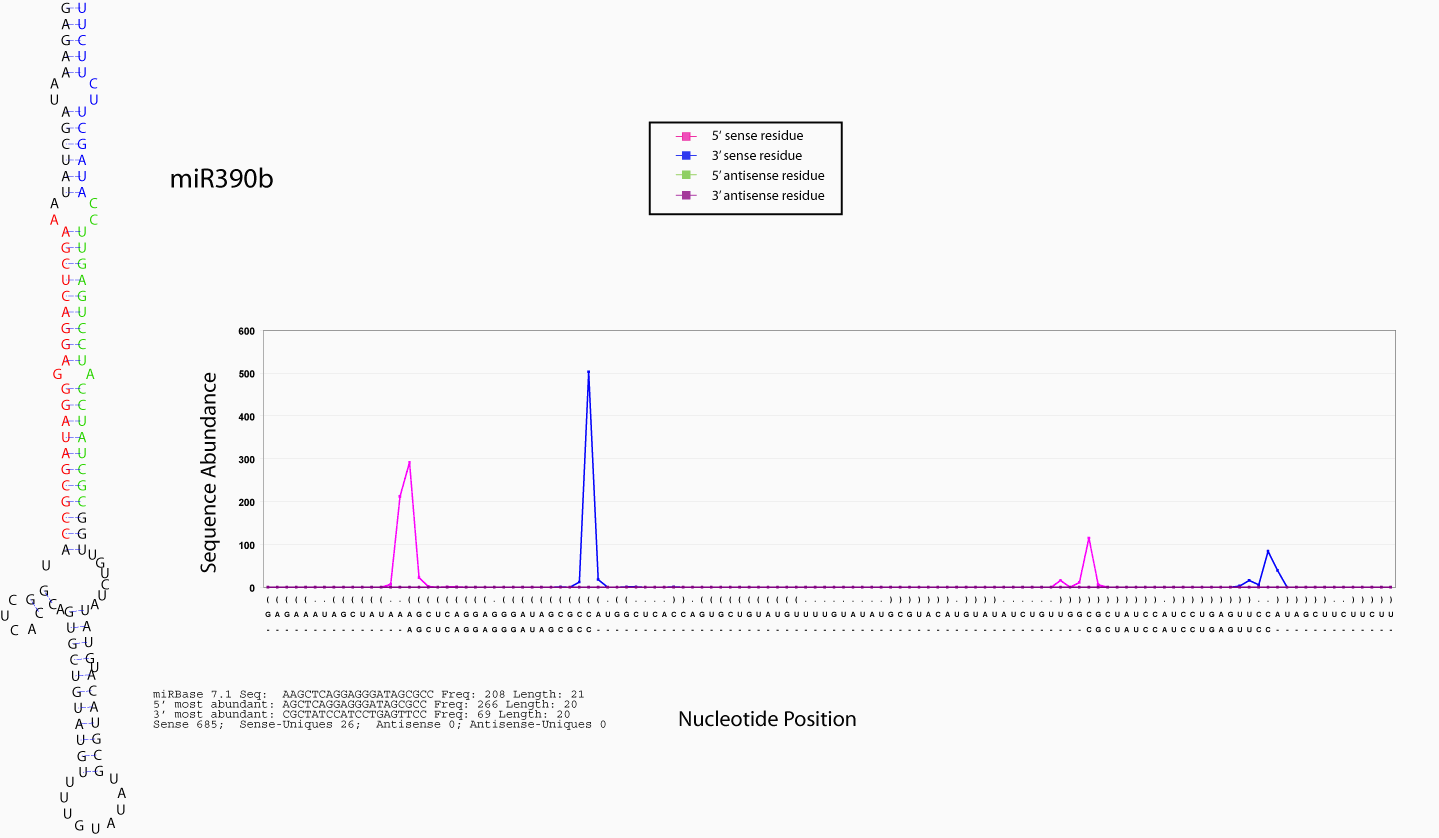 G U
A U
G C
A U
A U
A C
U U
A U
G C
C G
U A
A U
U A
A C
A C
A U
G U
C G
U A
C G
A U
G C
G C
A U
G A
G C
G C
A U
U A
A U
G C
C G
G C
C G
C G
A U
miR390b
5' sense residue
3' sense residue
5' antisense residue
3' antisense residue
Sequence Abundance
600
500
400
300
200
100
0
GAGAAAUAGCUAUAAAGCUCAGGAGGGAUAGCGCCAUGGCUCACCAGUGCUGUAUGUUUUGUAUAUGCGUACAUGUAUAUCUGUUGGCGCUAUCCAUCCUGAGUUCCAUAGCUUCUUCUU
AGCUCAGGAGGGAUAGCGCC CGCUAUCCAUCCUGAGUUCC
miRBase 7.1 Seq: AAGCTCAGGAGGGATAGCGCC Freq: 208 Length: 21
5' most abundant: AGCTCAGGAGGGATAGCGCC Freq: 266 Length: 20
3' most abundant: CGCTATCCATCCTGAGTTCC Freq: 69 Length: 20
Sense 685; Sense-Uniques 26; Antisense 0; Antisense-Uniques 0
Nucleotide Position